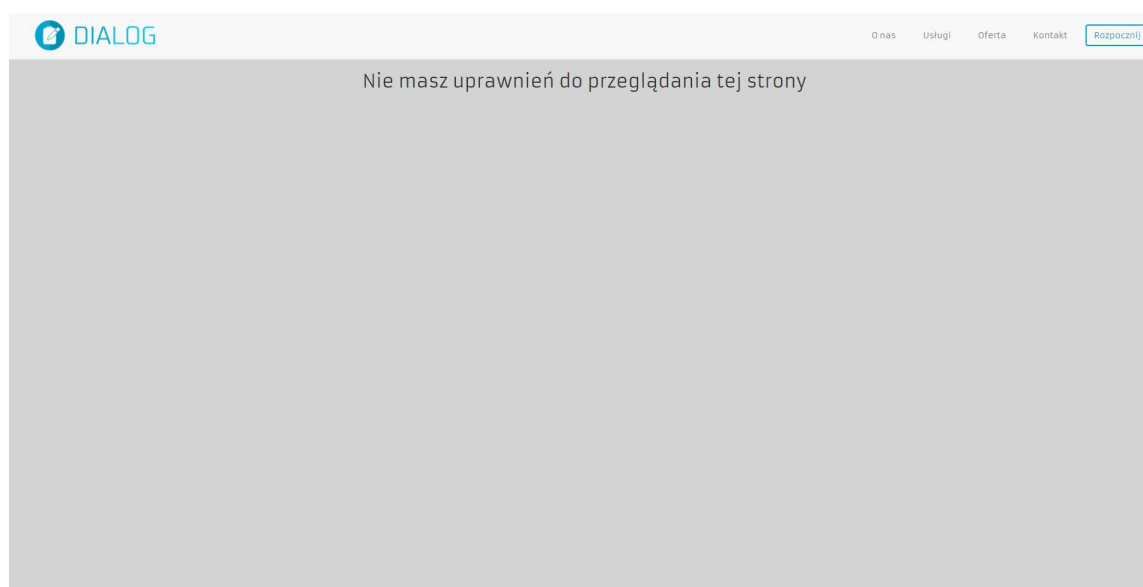 DIALOG
O nas Usługi Oferta Kontakt Rozpocznij
Nie masz uprawnień do przeglądania tej strony